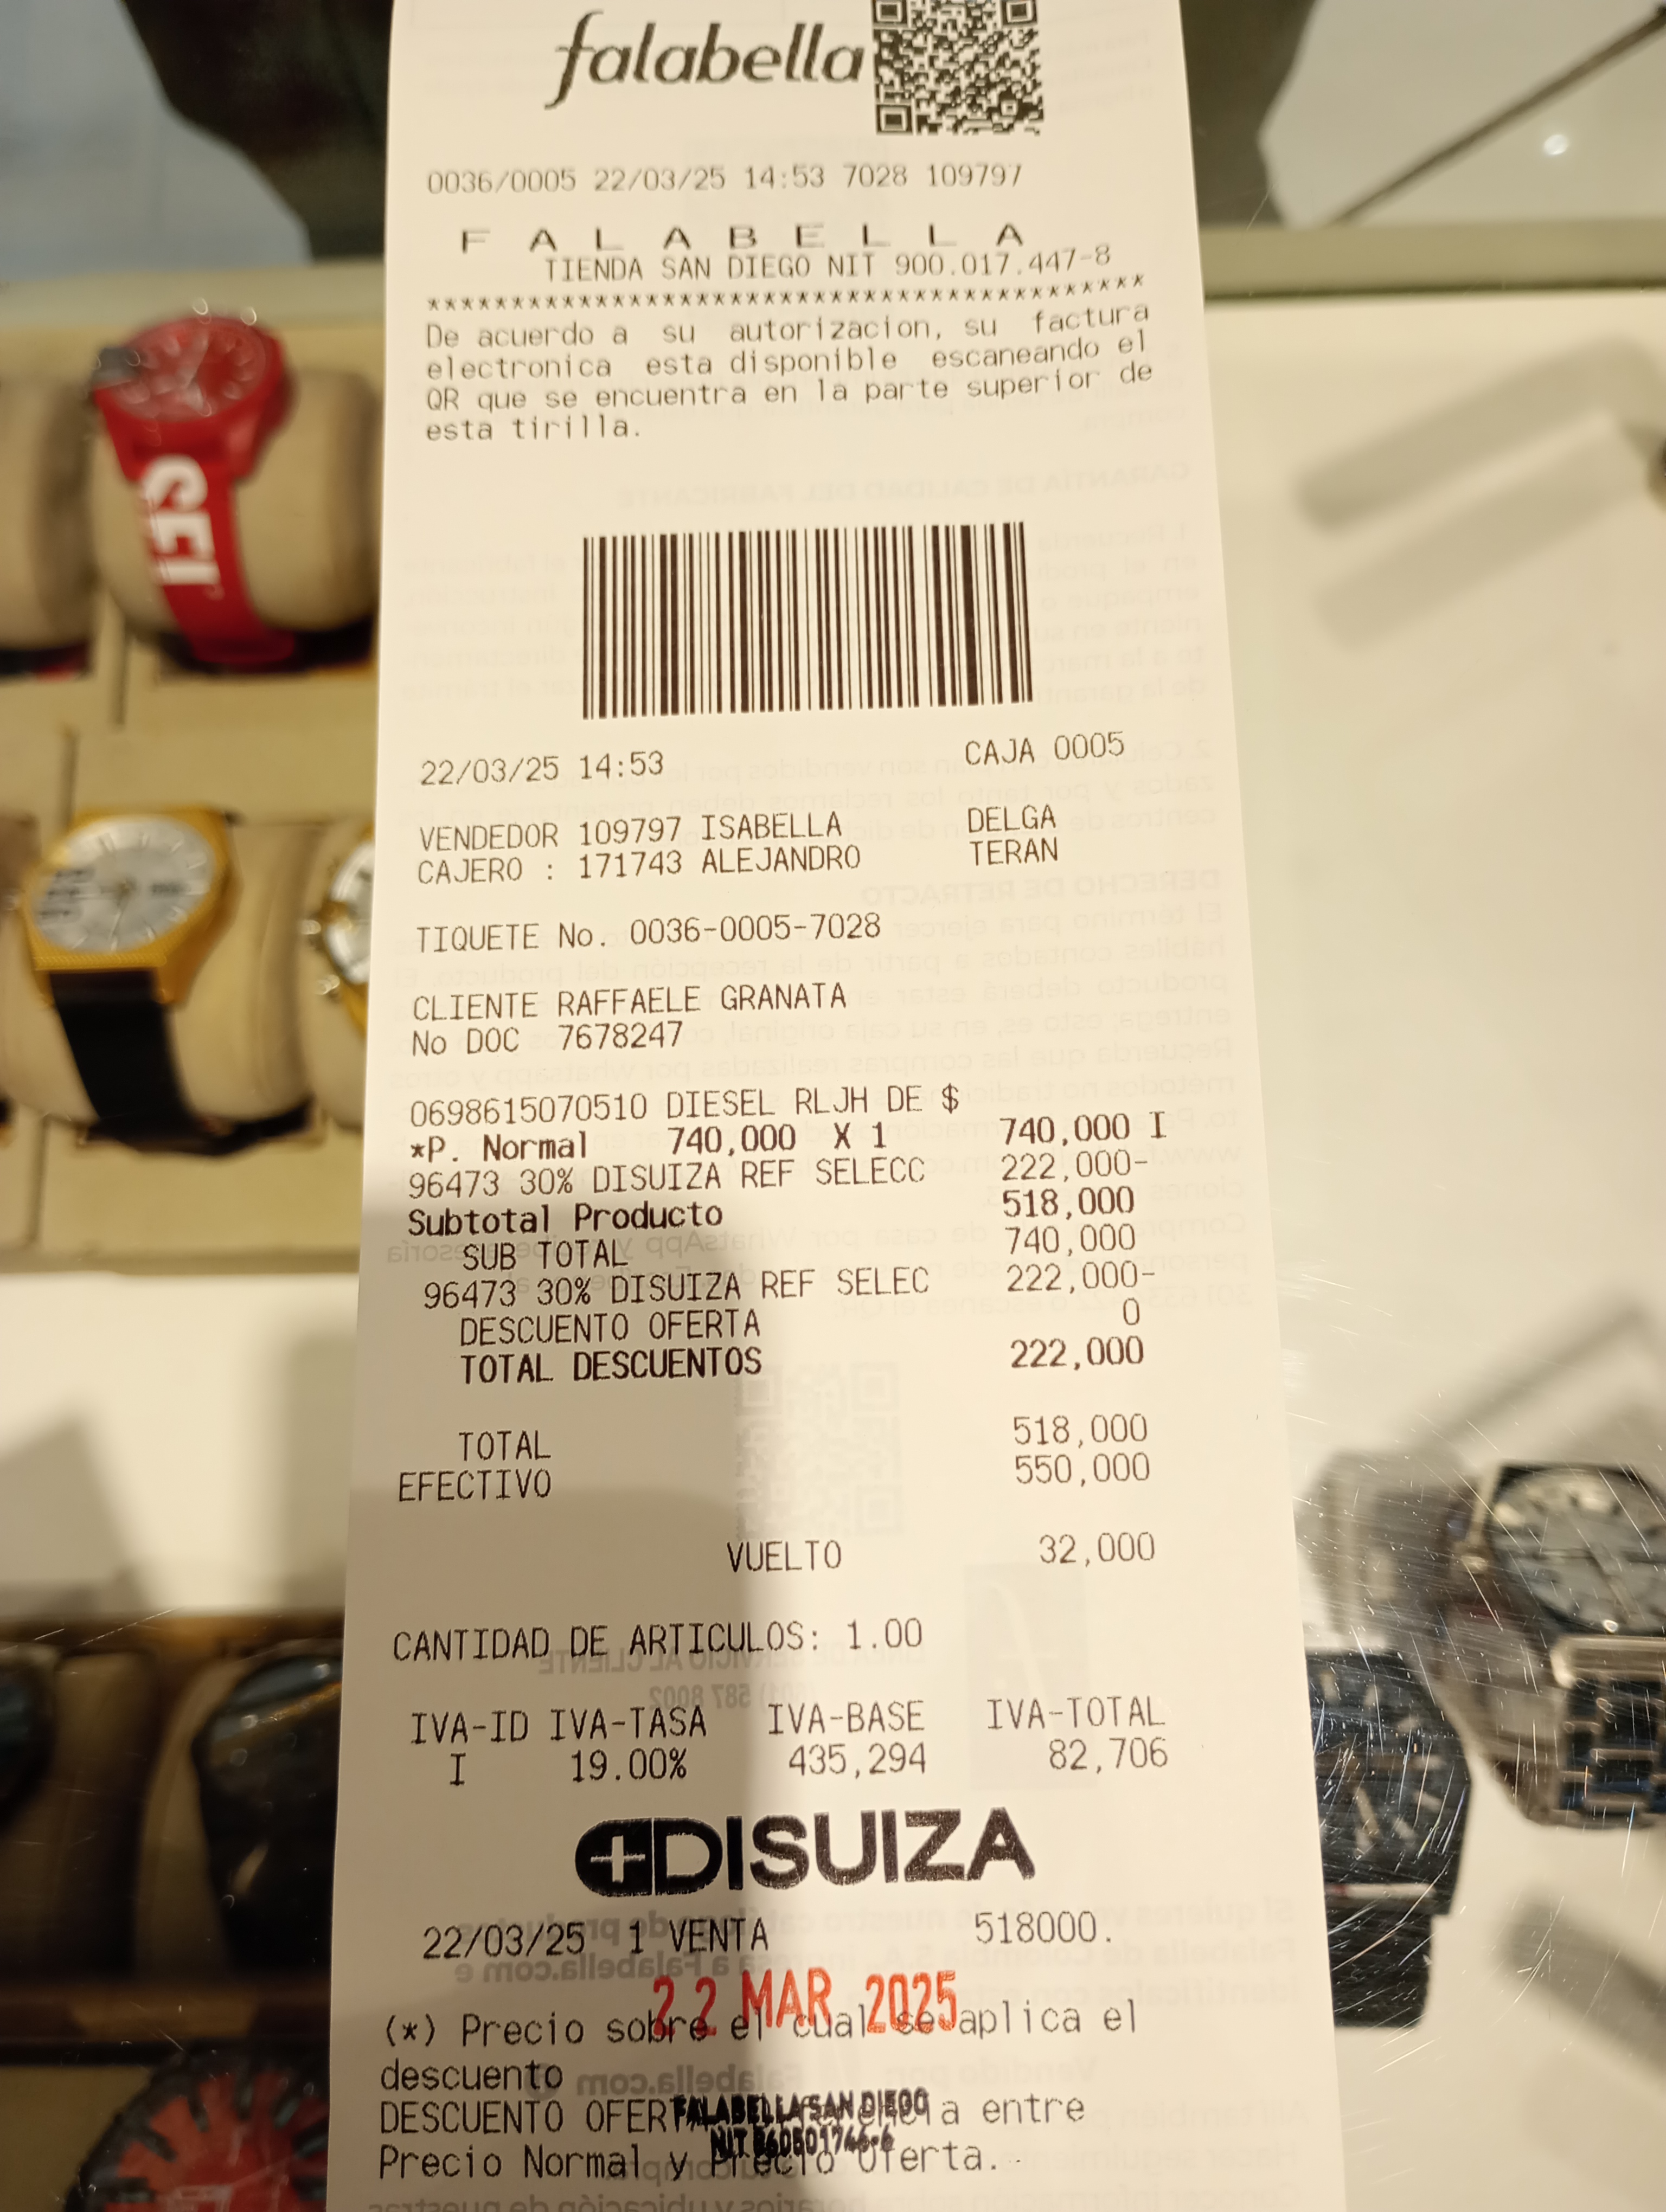 falabella
0036/0005 22/03/25 14:53 7028 109797
F A L A B E L L A
TIENDA SAN DIEGO NIT 900.017.447-8
******************************************
De acuerdo a su autorizacion, su factura
electronica esta disponible escaneando el
QR que se encuentra en la parte superior de
esta tirilla.
22/03/25 14:53 CAJA 0005
VENDEDOR 109797 ISABELLA DELGA
CAJERO : 171743 ALEJANDRO TERAN
TIQUETE No. 0036-0005-7028
CLIENTE RAFFAELE GRANATA
No DOC 7678247
0698615070510 DIESEL RLJH DE $
*P. Normal 740,000 X 1 740,000 I
96473 30% DISUIZA REF SELECC 222,000-
Subtotal Producto 518,000
SUB TOTAL 740,000
96473 30% DISUIZA REF SELEC 222,000-
DESCUENTO OFERTA 0
TOTAL DESCUENTOS 222,000
TOTAL 518,000
EFECTIVO 550,000
VUELTO 32,000
CANTIDAD DE ARTICULOS: 1.00
IVA-ID IVA-TASA IVA-BASE IVA-TOTAL
I 19.00% 435,294 82,706
DISUIZA
22/03/25 1 VENTA 518000.
22 MAR 2025
(*) Precio sobre el cual se aplica el
descuento
DESCUENTO entre
FALABELLA SAN DIEGO
Precio Normal y Precio Oferta.
SEI